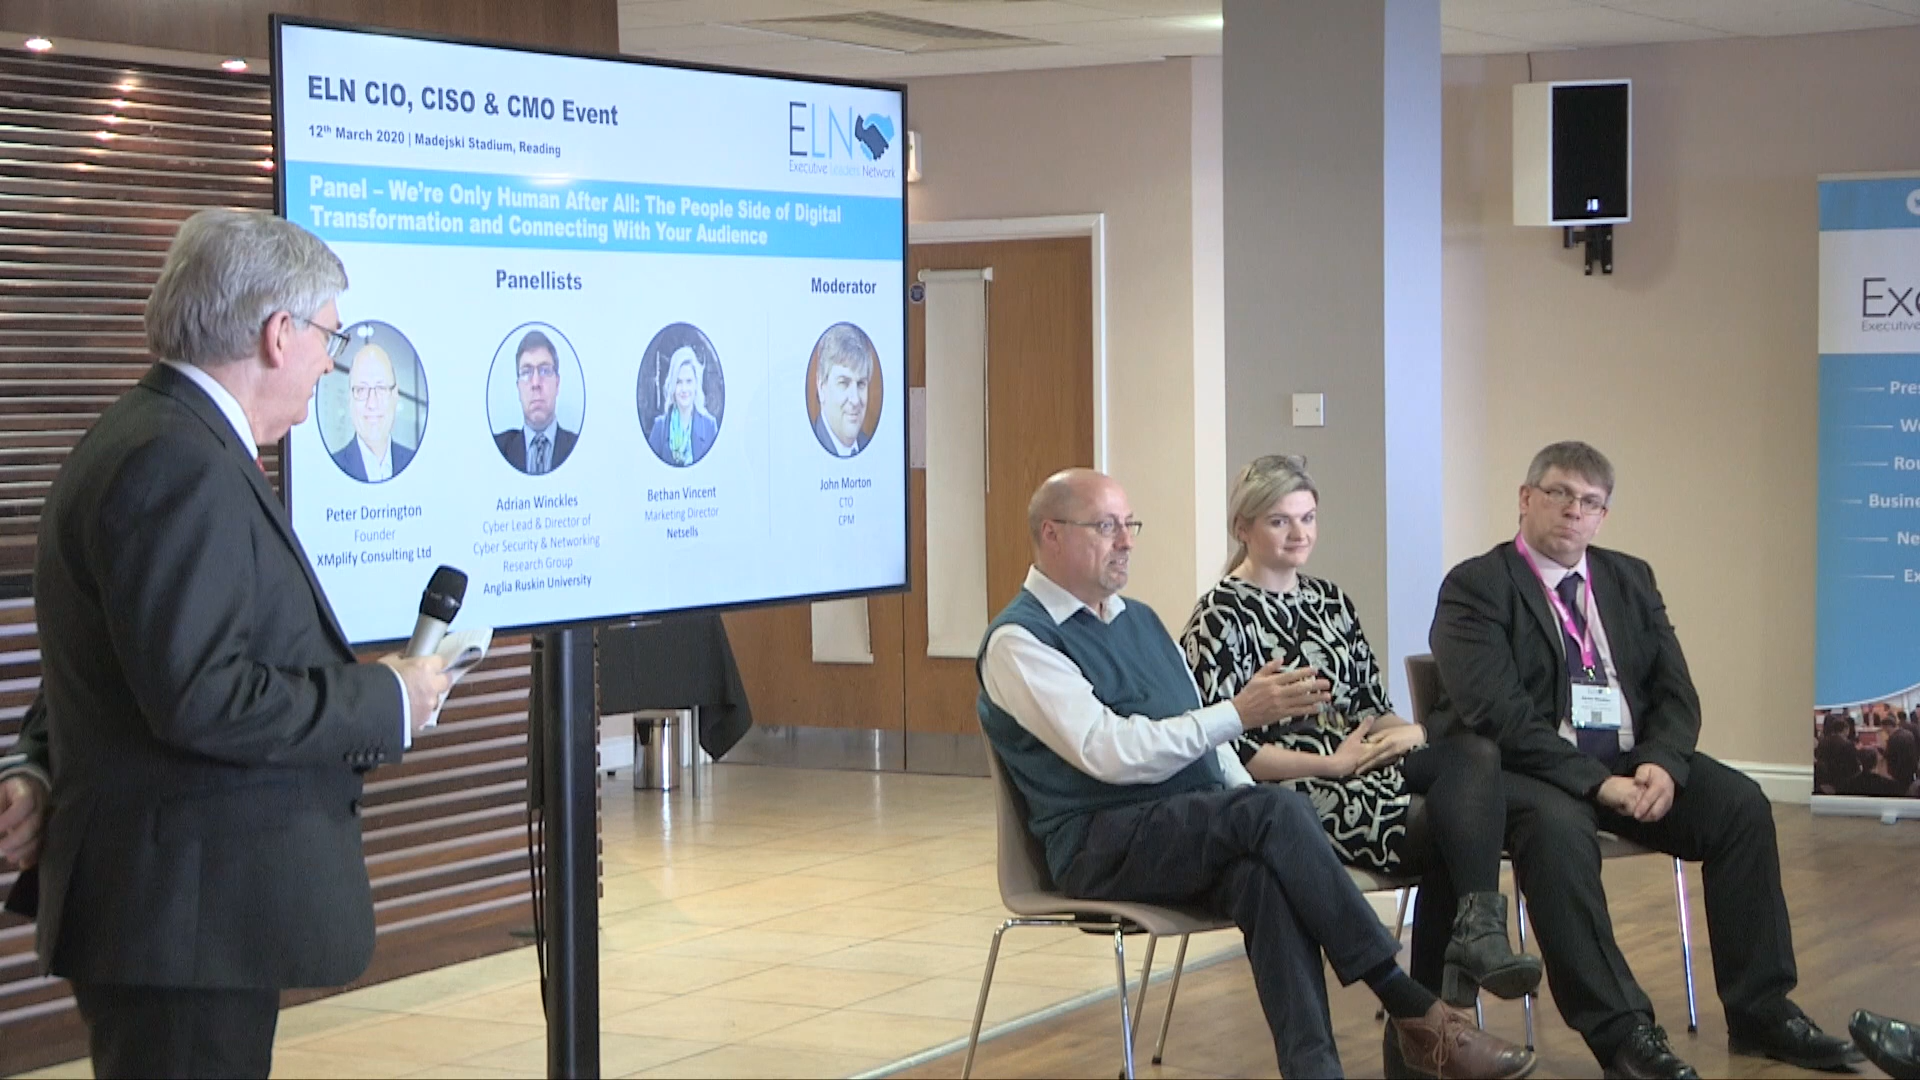 ELN CIO, CISO & CMO Event
12th March 2020 | Madejski Stadium, Reading
ELN
Executive Leaders Network
Panel – We're Only Human After All: The People Side of Digital
Transformation and Connecting With Your Audience
Panellists
Moderator
Peter Dorrington
Founder
XMplify Consulting Ltd
Adrian Winckles
Cyber Lead & Director of
Cyber Security & Networking
Research Group
Anglia Ruskin University
Bethan Vincent
Marketing Director
Netsells
John Morton
CTO
CPM
Exe
Executive
Pres
Wo
Rou
Busine
Ne
Ex